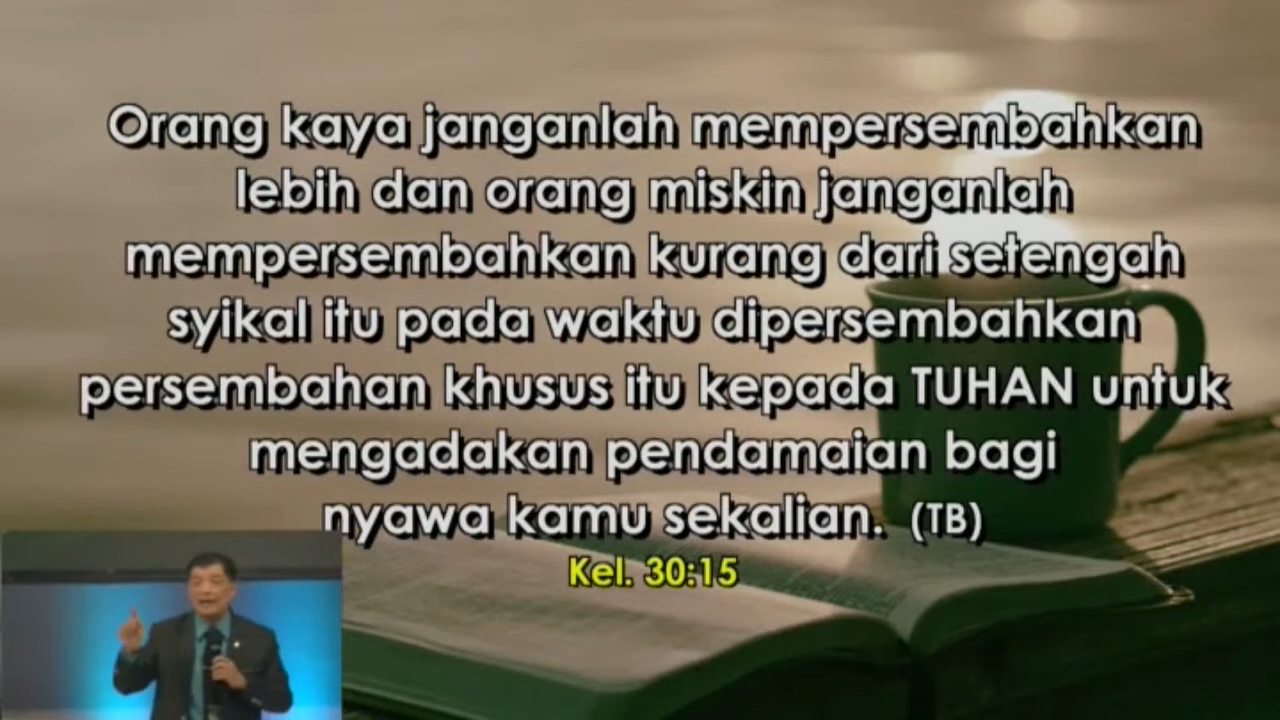 Orang kaya janganlah mempersembahkan
lebih dan orang miskin janganlah
mempersembahkan kurang dari setengah
syikal itu pada waktu dipersembahkan
persembahan khusus itu kepada TUHAN untuk
mengadakan pendamaian bagi
nyawa kamu sekalian. (TB)
Kel. 30:15